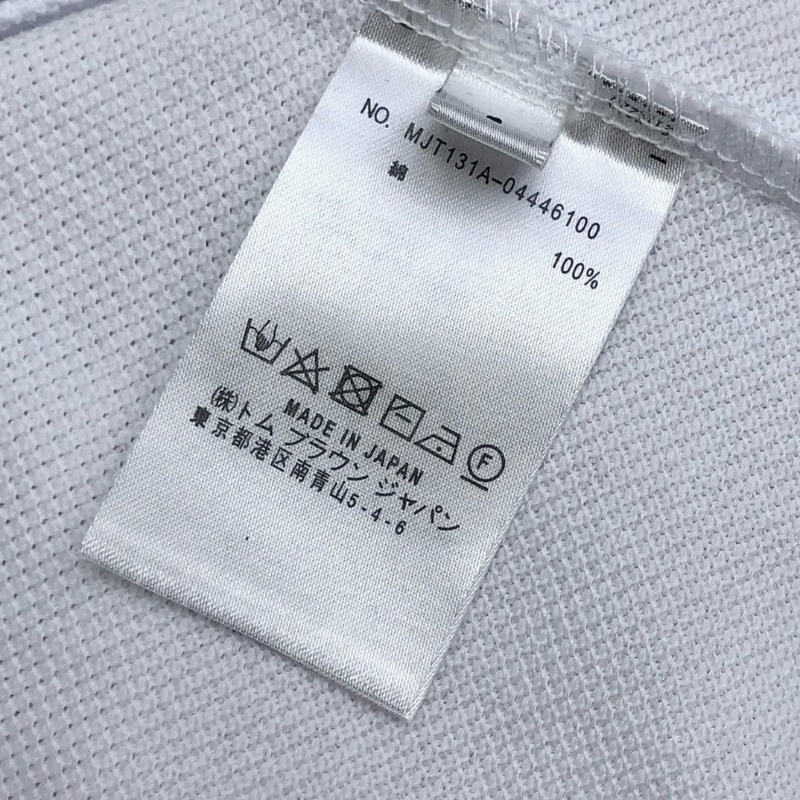 NO. MJT131A-04446100
綿 100%
F
MADE IN JAPAN
(株)トム ブラウン ジャパン
東京都港区南青山5-4-6